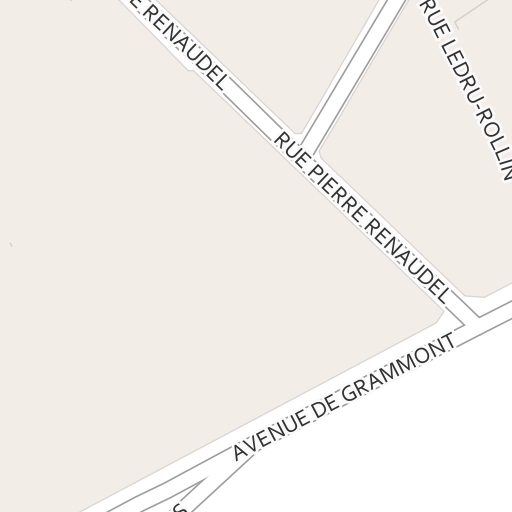 RENAUDEL
RUE LEDRU-ROLLIN
RUE PIERRE RENAUDEL
AVENUE DE GRAMMONT